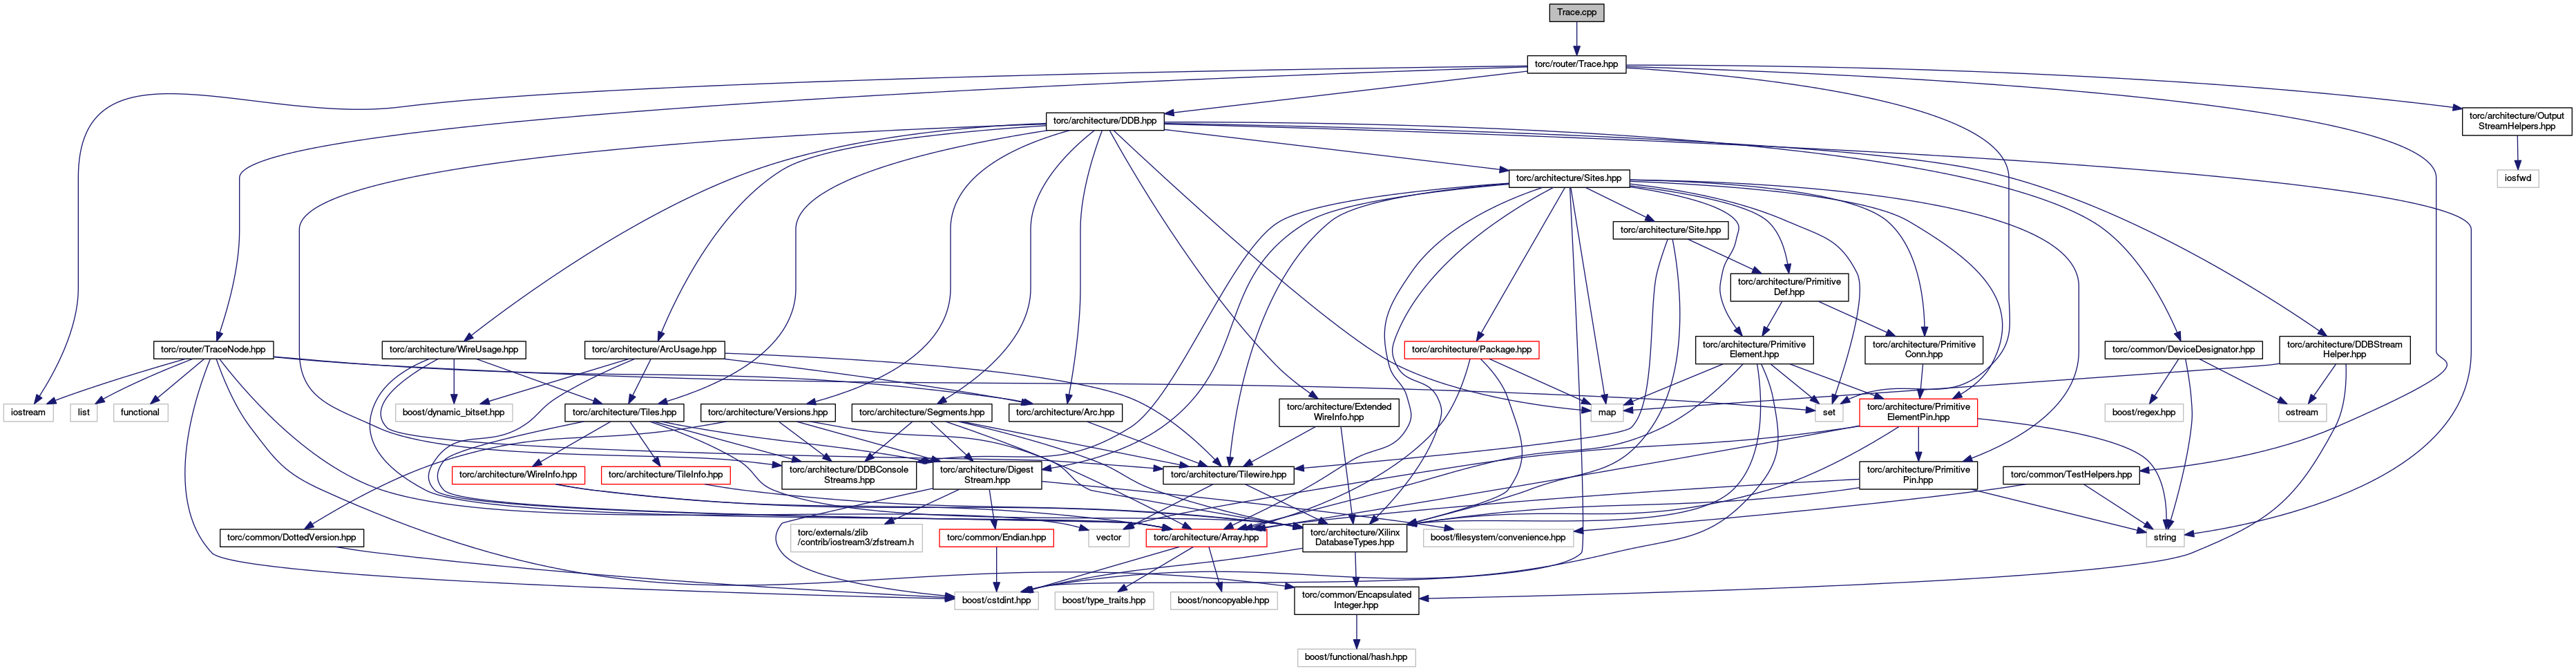 Trace.cpp
torc/router/Trace.hpp
torc/architecture/DDB.hpp
torc/architecture/Output
StreamHelpers.hpp
torc/architecture/Sites.hpp
iosfwd
torc/architecture/Site.hpp
torc/architecture/Primitive
Def.hpp
torc/router/TraceNode.hpp
torc/architecture/WireUsage.hpp
torc/architecture/ArcUsage.hpp
torc/architecture/Package.hpp
torc/architecture/Primitive
Element.hpp
torc/architecture/Primitive
Conn.hpp
torc/common/DeviceDesignator.hpp
torc/architecture/DDBStream
Helper.hpp
iostream
list
functional
boost/dynamic_bitset.hpp
torc/architecture/Tiles.hpp
torc/architecture/Versions.hpp
torc/architecture/Segments.hpp
torc/architecture/Arc.hpp
torc/architecture/Extended
WireInfo.hpp
map
set
torc/architecture/Primitive
ElementPin.hpp
boost/regex.hpp
ostream
torc/architecture/WireInfo.hpp
torc/architecture/TileInfo.hpp
torc/architecture/DDBConsole
Streams.hpp
torc/architecture/Digest
Stream.hpp
torc/architecture/Tilewire.hpp
torc/architecture/Primitive
Pin.hpp
torc/common/TestHelpers.hpp
torc/common/DottedVersion.hpp
torc/externals/zlib
/contrib/iostream3/zfstream.h
torc/common/Endian.hpp
vector
torc/architecture/Array.hpp
torc/architecture/Xilinx
DatabaseTypes.hpp
boost/filesystem/convenience.hpp
string
boost/cstdint.hpp
boost/type_traits.hpp
boost/noncopyable.hpp
torc/common/Encapsulated
Integer.hpp
boost/functional/hash.hpp